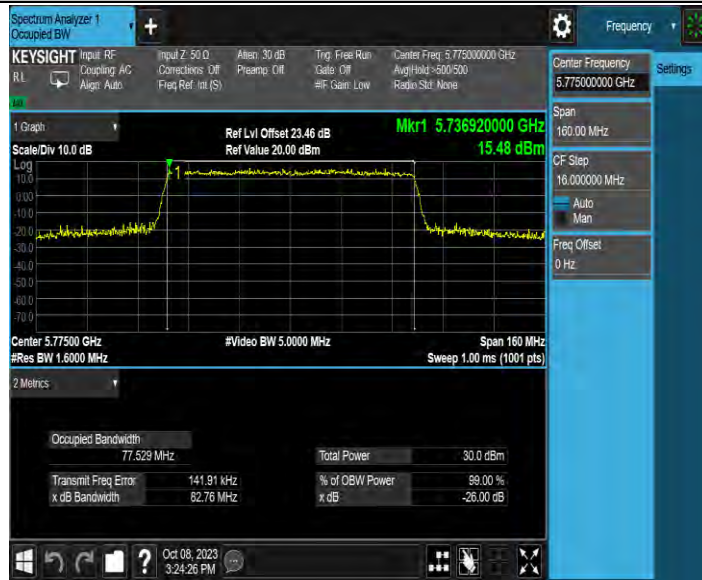 Spectrum Analyzer 1
Occupied BW
+
Frequency
KEYSIGHT Input: RF
RL
Coupling: AC
Align: Auto
Input Z: 50 Ω
Corrections: Off
Freq Ref: Int (S)
Atten: 30 dB
Preamp: Off
Trig: Free Run
Gate: Off
#IF Gain: Low
Center Freq: 5.775000000 GHz
Avg|Hold:>500/500
Radio Std: None
Center Frequency
5.775000000 GHz
Settings
Span
160.00 MHz
CF Step
16.000000 MHz
Auto
Man
Freq Offset
0 Hz
1 Graph
Scale/Div 10.0 dB
Ref Lvl Offset 23.46 dB
Ref Value 20.00 dBm
Mkr1 5.736920000 GHz
15.48 dBm
Log
10.0
0.00
-10.0
-20.0
-30.0
-40.0
-50.0
-60.0
-70.0
1
Center 5.77500 GHz
#Video BW 5.0000 MHz
Span 160 MHz
#Res BW 1.6000 MHz
Sweep 1.00 ms (1001 pts)
2 Metrics
Occupied Bandwidth
77.529 MHz
Total Power 30.0 dBm
Transmit Freq Error 141.91 kHz
% of OBW Power 99.00 %
x dB Bandwidth 82.76 MHz
x dB -26.00 dB
?
Oct 08, 2023
3:24:26 PM